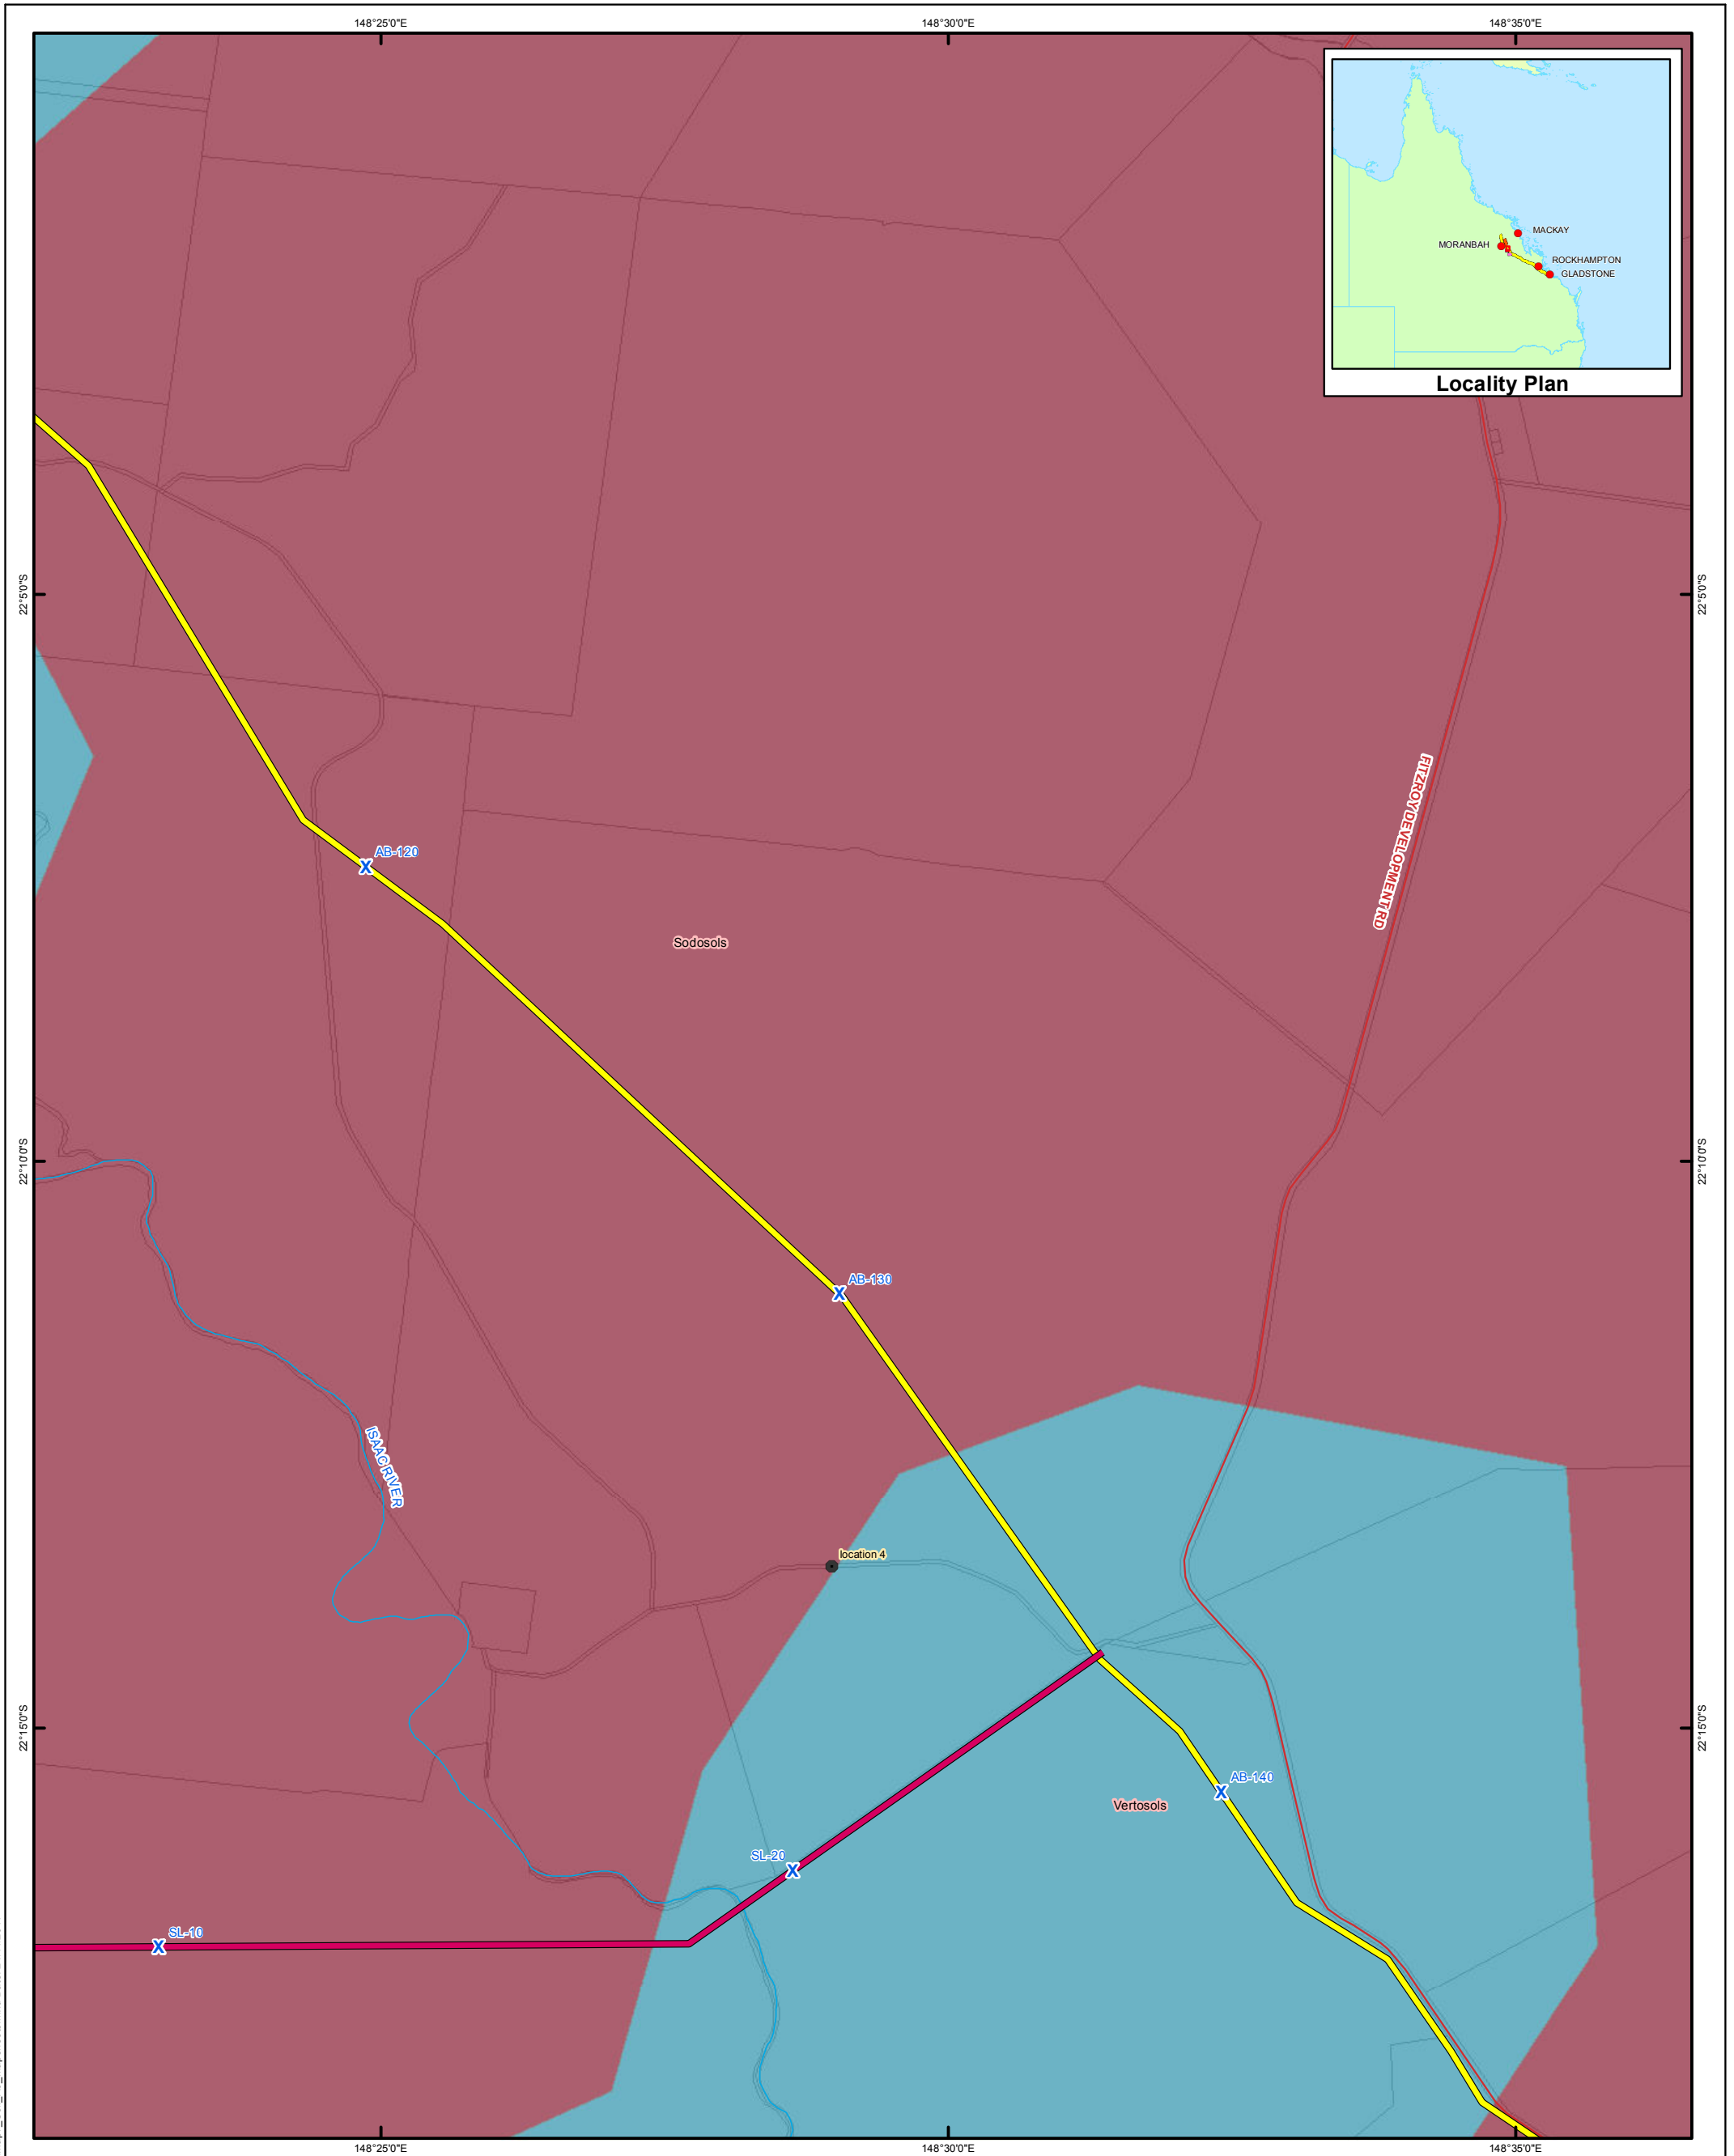 148°25'0"E
148°30'0"E
148°35'0"E
MACKAY
MORANBAH
ROCKHAMPTON
GLADSTONE
Locality Plan
22°5'0"S
22°5'0"S
FITZROY DEVELOPMENT RD
AB-120
Sodosols
22°10'0"S
22°10'0"S
AB-130
ISAAC RIVER
location 4
22°15'0"S
22°15'0"S
AB-140
Vertosols
SL-20
SL-10
148°25'0"E
148°30'0"E
148°35'0"E